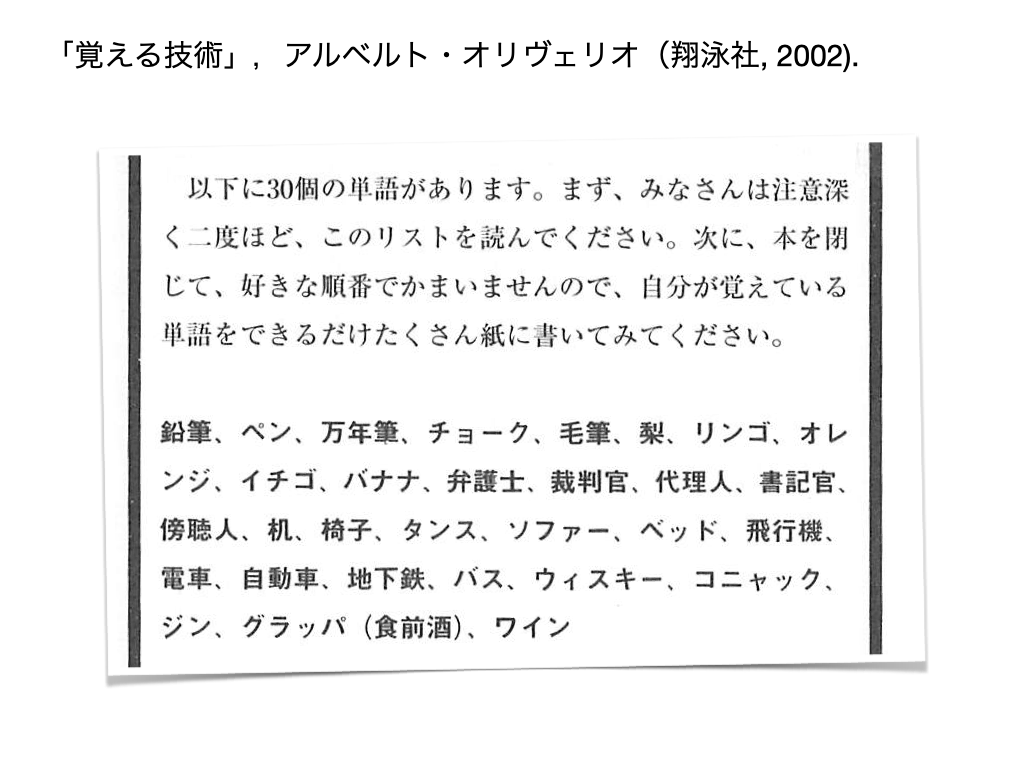 「覚える技術」，アルベルト・オリヴェリオ（翔泳社, 2002).
以下に30個の単語があります。まず、みなさんは注意深
く二度ほど、このリストを読んでください。次に、本を閉
じて、好きな順番でかまいませんので、自分が覚えている
単語をできるだけたくさん紙に書いてみてください。
鉛筆、ペン、万年筆、チョーク、毛筆、梨、リンゴ、オレ
ンジ、イチゴ、バナナ、弁護士、裁判官、代理人、書記官、
傍聴人、机、椅子、タンス、ソファー、ベッド、飛行機、
電車、自動車、地下鉄、バス、ウィスキー、コニャック、
ジン、グラッパ（食前酒）、ワイン